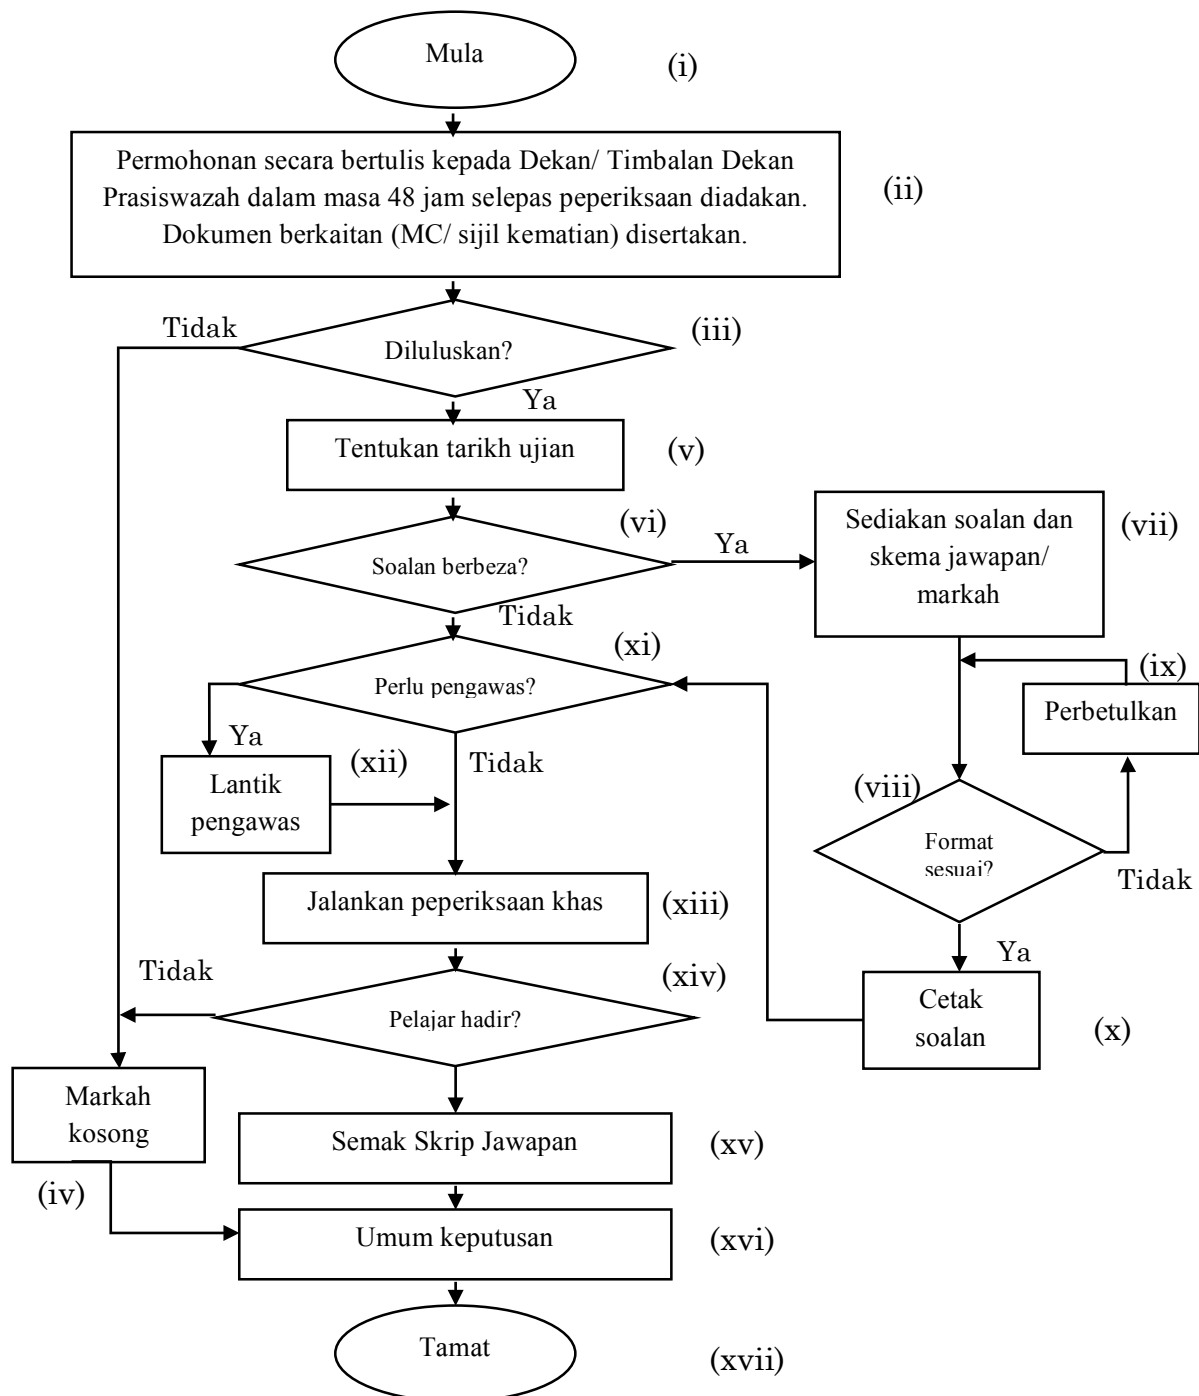 Mula
(i)
Permohonan secara bertulis kepada Dekan/ Timbalan Dekan
Prasiswazah dalam masa 48 jam selepas peperiksaan diadakan.
Dokumen berkaitan (MC/ sijil kematian) disertakan.
(ii)
Tidak
(iii)
Diluluskan?
Ya
Tentukan tarikh ujian
(v)
(vi)
Soalan berbeza?
Ya
Sediakan soalan dan
skema jawapan/
markah
(vii)
Tidak
(xi)
Perlu pengawas?
(ix)
Perbetulkan
Ya
(xii)
Tidak
Lantik
pengawas
(viii)
Format
sesuai?
Tidak
Jalankan peperiksaan khas
(xiii)
Ya
Tidak
(xiv)
Pelajar hadir?
Cetak
soalan
(x)
Markah
kosong
(iv)
Semak Skrip Jawapan
(xv)
Umum keputusan
(xvi)
Tamat
(xvii)